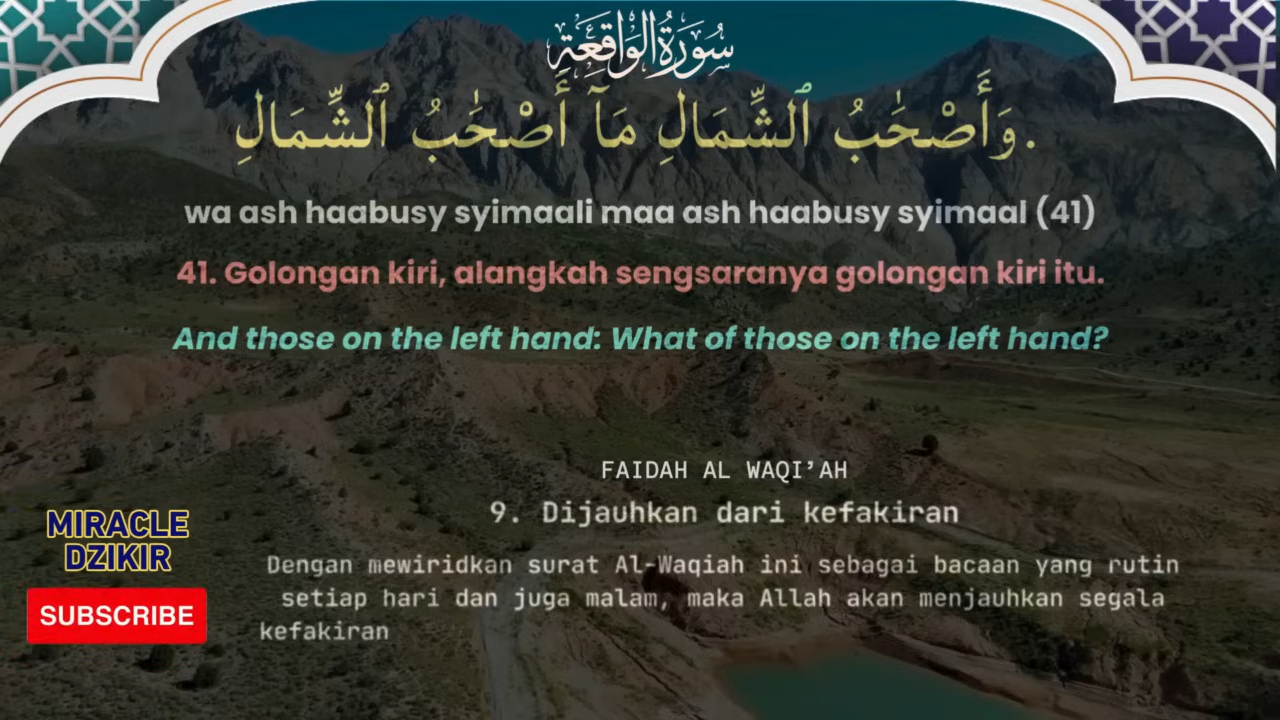 سُورَةُ الْوَاقِعَة
وَأَصْحَٰبُ ٱلشِّمَالِ مَآ أَصْحَٰبُ ٱلشِّمَالِ.
wa ash haabusy syimaali maa ash haabusy syimaal (41)
41. Golongan kiri, alangkah sengsaranya golongan kiri itu.
And those on the left hand: What of those on the left hand?
FAIDAH AL WAQI’AH
9. Dijauhkan dari kefakiran
Dengan mewiridkan surat Al-Waqiah ini sebagai bacaan yang rutin
setiap hari dan juga malam, maka Allah akan menjauhkan segala
kefakiran
MIRACLE
DZIKIR
SUBSCRIBE